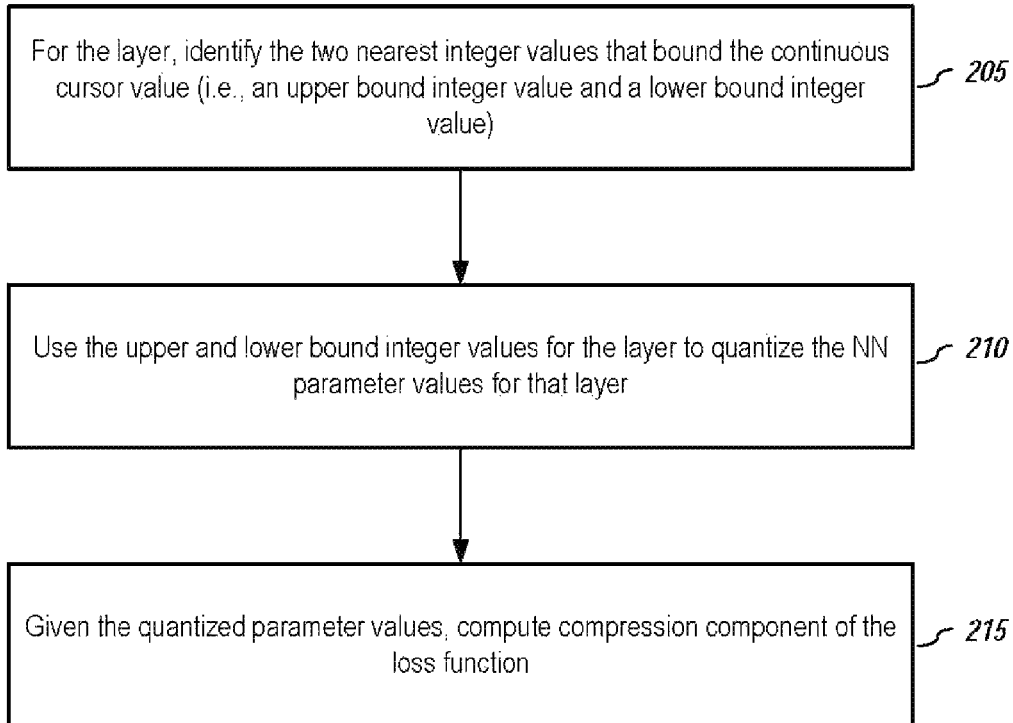 For the layer, identify the two nearest integer values that bound the continuous
cursor value (i.e., an upper bound integer value and a lower bound integer
value)
205
Use the upper and lower bound integer values for the layer to quantize the NN
parameter values for that layer
210
Given the quantized parameter values, compute compression component of the
loss function
215